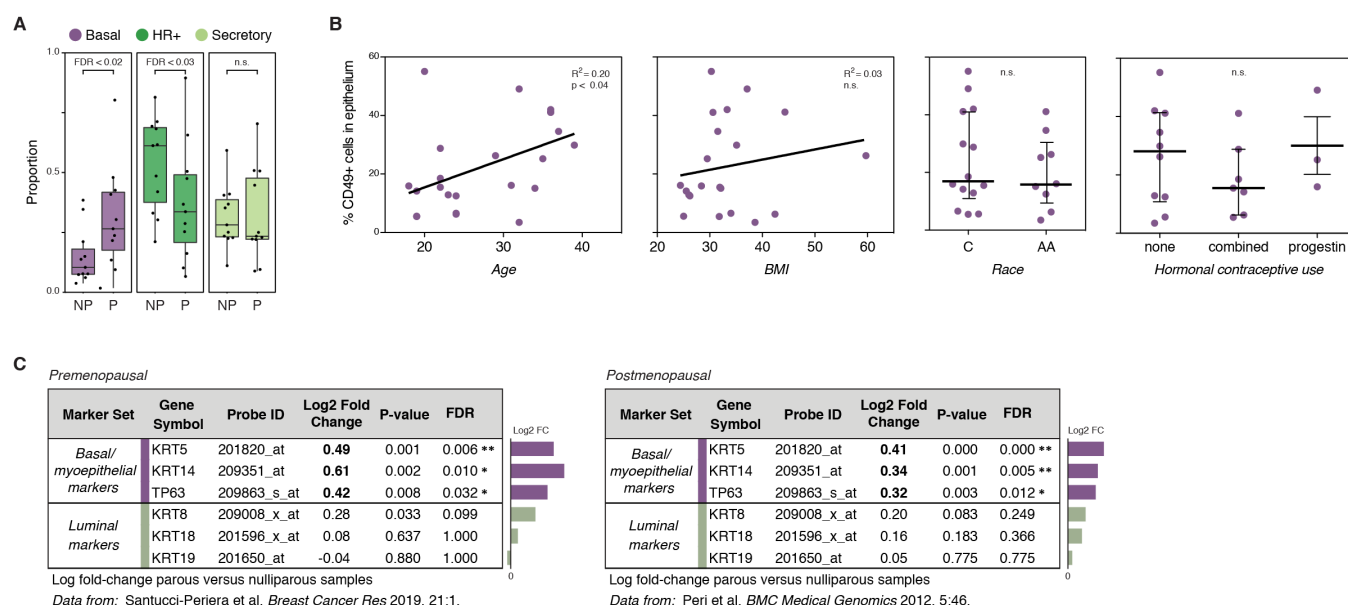 A
Basal HR+ Secretory
Proportion
1.0
0.5
0.0
FDR < 0.02
FDR < 0.03
n.s.
NP P NP P NP P
B
% CD49+ cells in epithelium
60
40
20
0
R2 = 0.20
p < 0.04
20 40 40
Age
R2 = 0.03
n.s.
20 30 40 50 60
BMI
n.s.
C AA
Race
n.s.
none combined progestin
Hormonal contraceptive use
C
Premenopausal
Marker Set Gene Symbol Probe ID Log2 Fold Change P-value FDR
Log2 FC
Basal/ myoepithelial markers
KRT5 201820_at 0.49 0.001 0.006 **
KRT14 209351_at 0.61 0.002 0.010 *
TP63 209863_s_at 0.42 0.008 0.032 *
Luminal markers
KRT8 209008_x_at 0.28 0.033 0.099
KRT18 201596_x_at 0.08 0.637 1.000
KRT19 201650_at -0.04 0.880 1.000
0
Log fold-change parous versus nulliparous samples
Data from: Santucci-Periera et al. Breast Cancer Res 2019. 21:1.
Postmenopausal
Marker Set Gene Symbol Probe ID Log2 Fold Change P-value FDR
Log2 FC
Basal/ myoepithelial markers
KRT5 201820_at 0.41 0.000 0.000 **
KRT14 209351_at 0.34 0.001 0.005 **
TP63 209863_s_at 0.32 0.003 0.012 *
Luminal markers
KRT8 209008_x_at 0.20 0.083 0.249
KRT18 201596_x_at 0.16 0.183 0.366
KRT19 201650_at 0.05 0.775 0.775
0
Log fold-change parous versus nulliparous samples
Data from: Peri et al. BMC Medical Genomics 2012. 5:46.